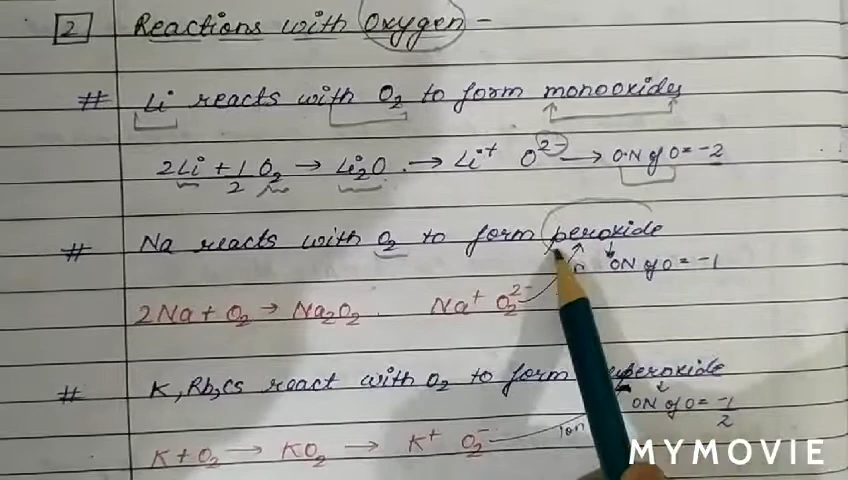 2 Reactions with Oxygen -
# Li reacts with O2 to form monooxides
2Li + 1/2 O2 → Li2O → Li+ O2- → O.N of O = -2
# Na reacts with O2 to form peroxide
ON of O = -1
2Na + O2 → Na2O2 . Na+ O2^2-
# K, Rb, Cs react with O2 to form superoxide
ON of O = -1/2
K + O2 → KO2 → K+ O2- ion
MYMOVIE